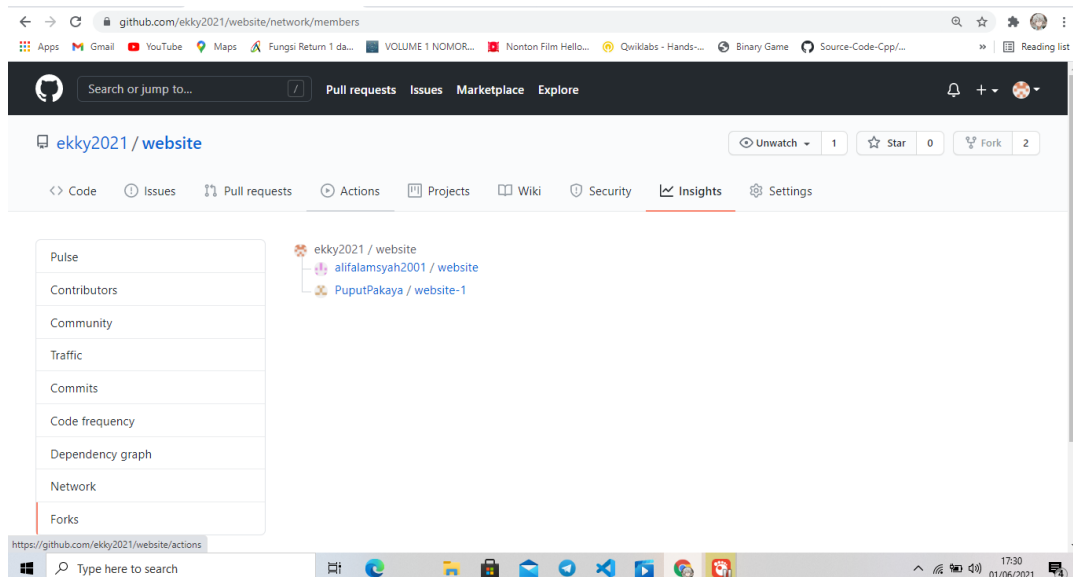 github.com/ekky2021/website/network/members
Apps Gmail YouTube Maps Fungsi Return 1 da... VOLUME 1 NOMOR... Nonton Film Hello... Qwiklabs - Hands-... Binary Game Source-Code-Cpp/... » Reading list
Search or jump to... / Pull requests Issues Marketplace Explore
ekky2021 / website Unwatch 1 Star 0 Fork 2
Code Issues Pull requests Actions Projects Wiki Security Insights Settings
Pulse
Contributors
Community
Traffic
Commits
Code frequency
Dependency graph
Network
Forks
ekky2021 / website
alifalamsyah2001 / website
PuputPakaya / website-1
https://github.com/ekky2021/website/actions
Type here to search
17:30
01/06/2021
4